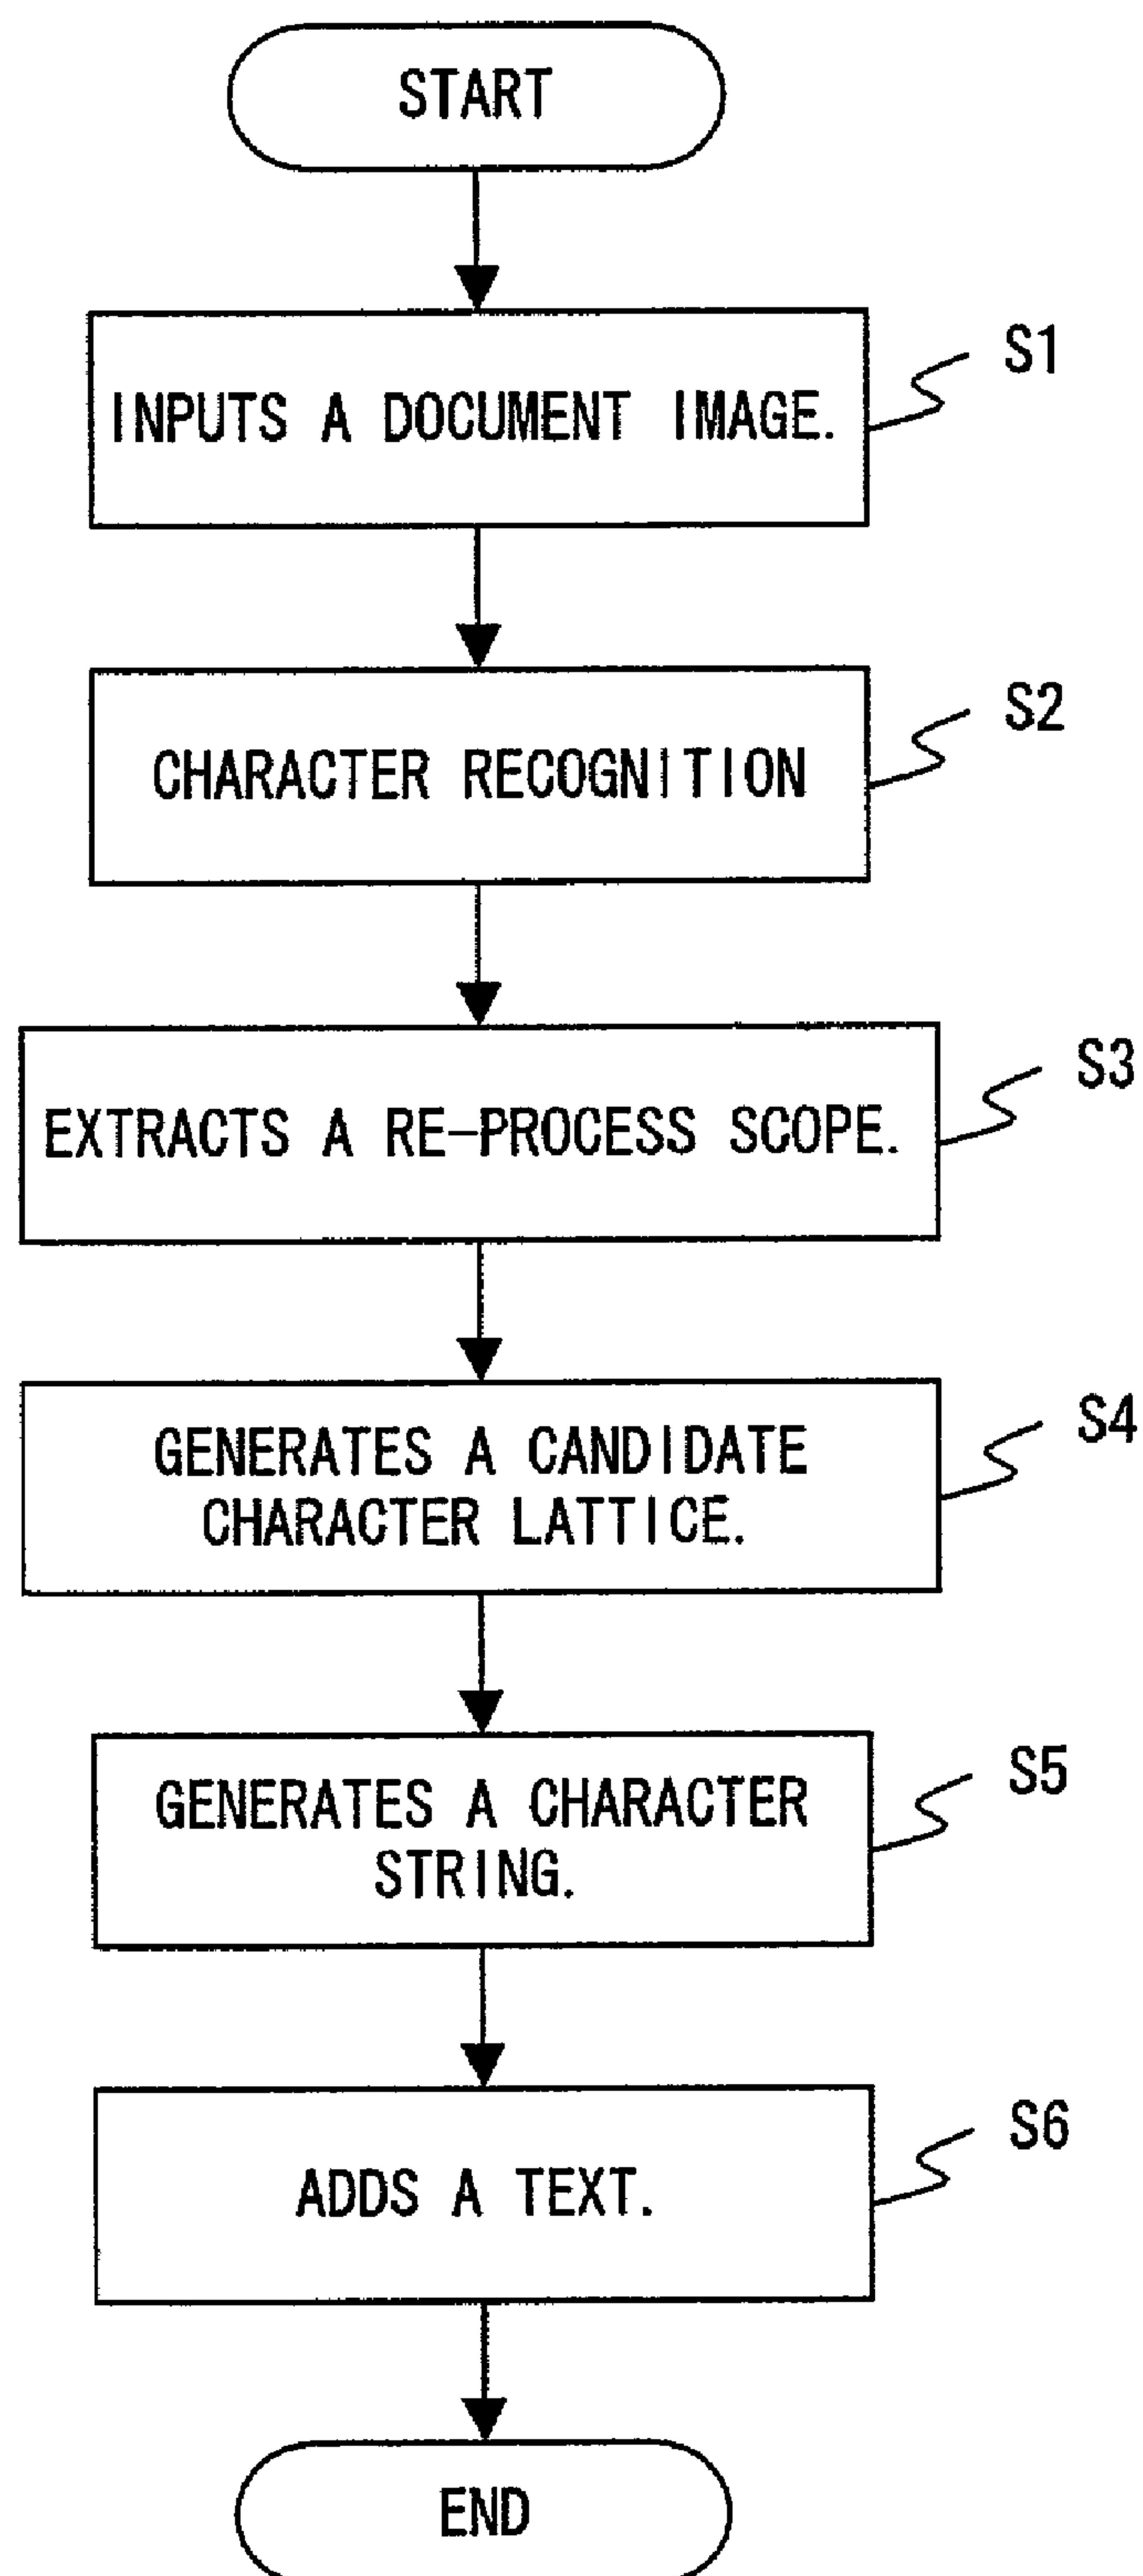 START
INPUTS A DOCUMENT IMAGE.
S1
CHARACTER RECOGNITION
S2
EXTRACTS A RE-PROCESS SCOPE.
S3
GENERATES A CANDIDATE
CHARACTER LATTICE.
S4
GENERATES A CHARACTER
STRING.
S5
ADDS A TEXT.
S6
END